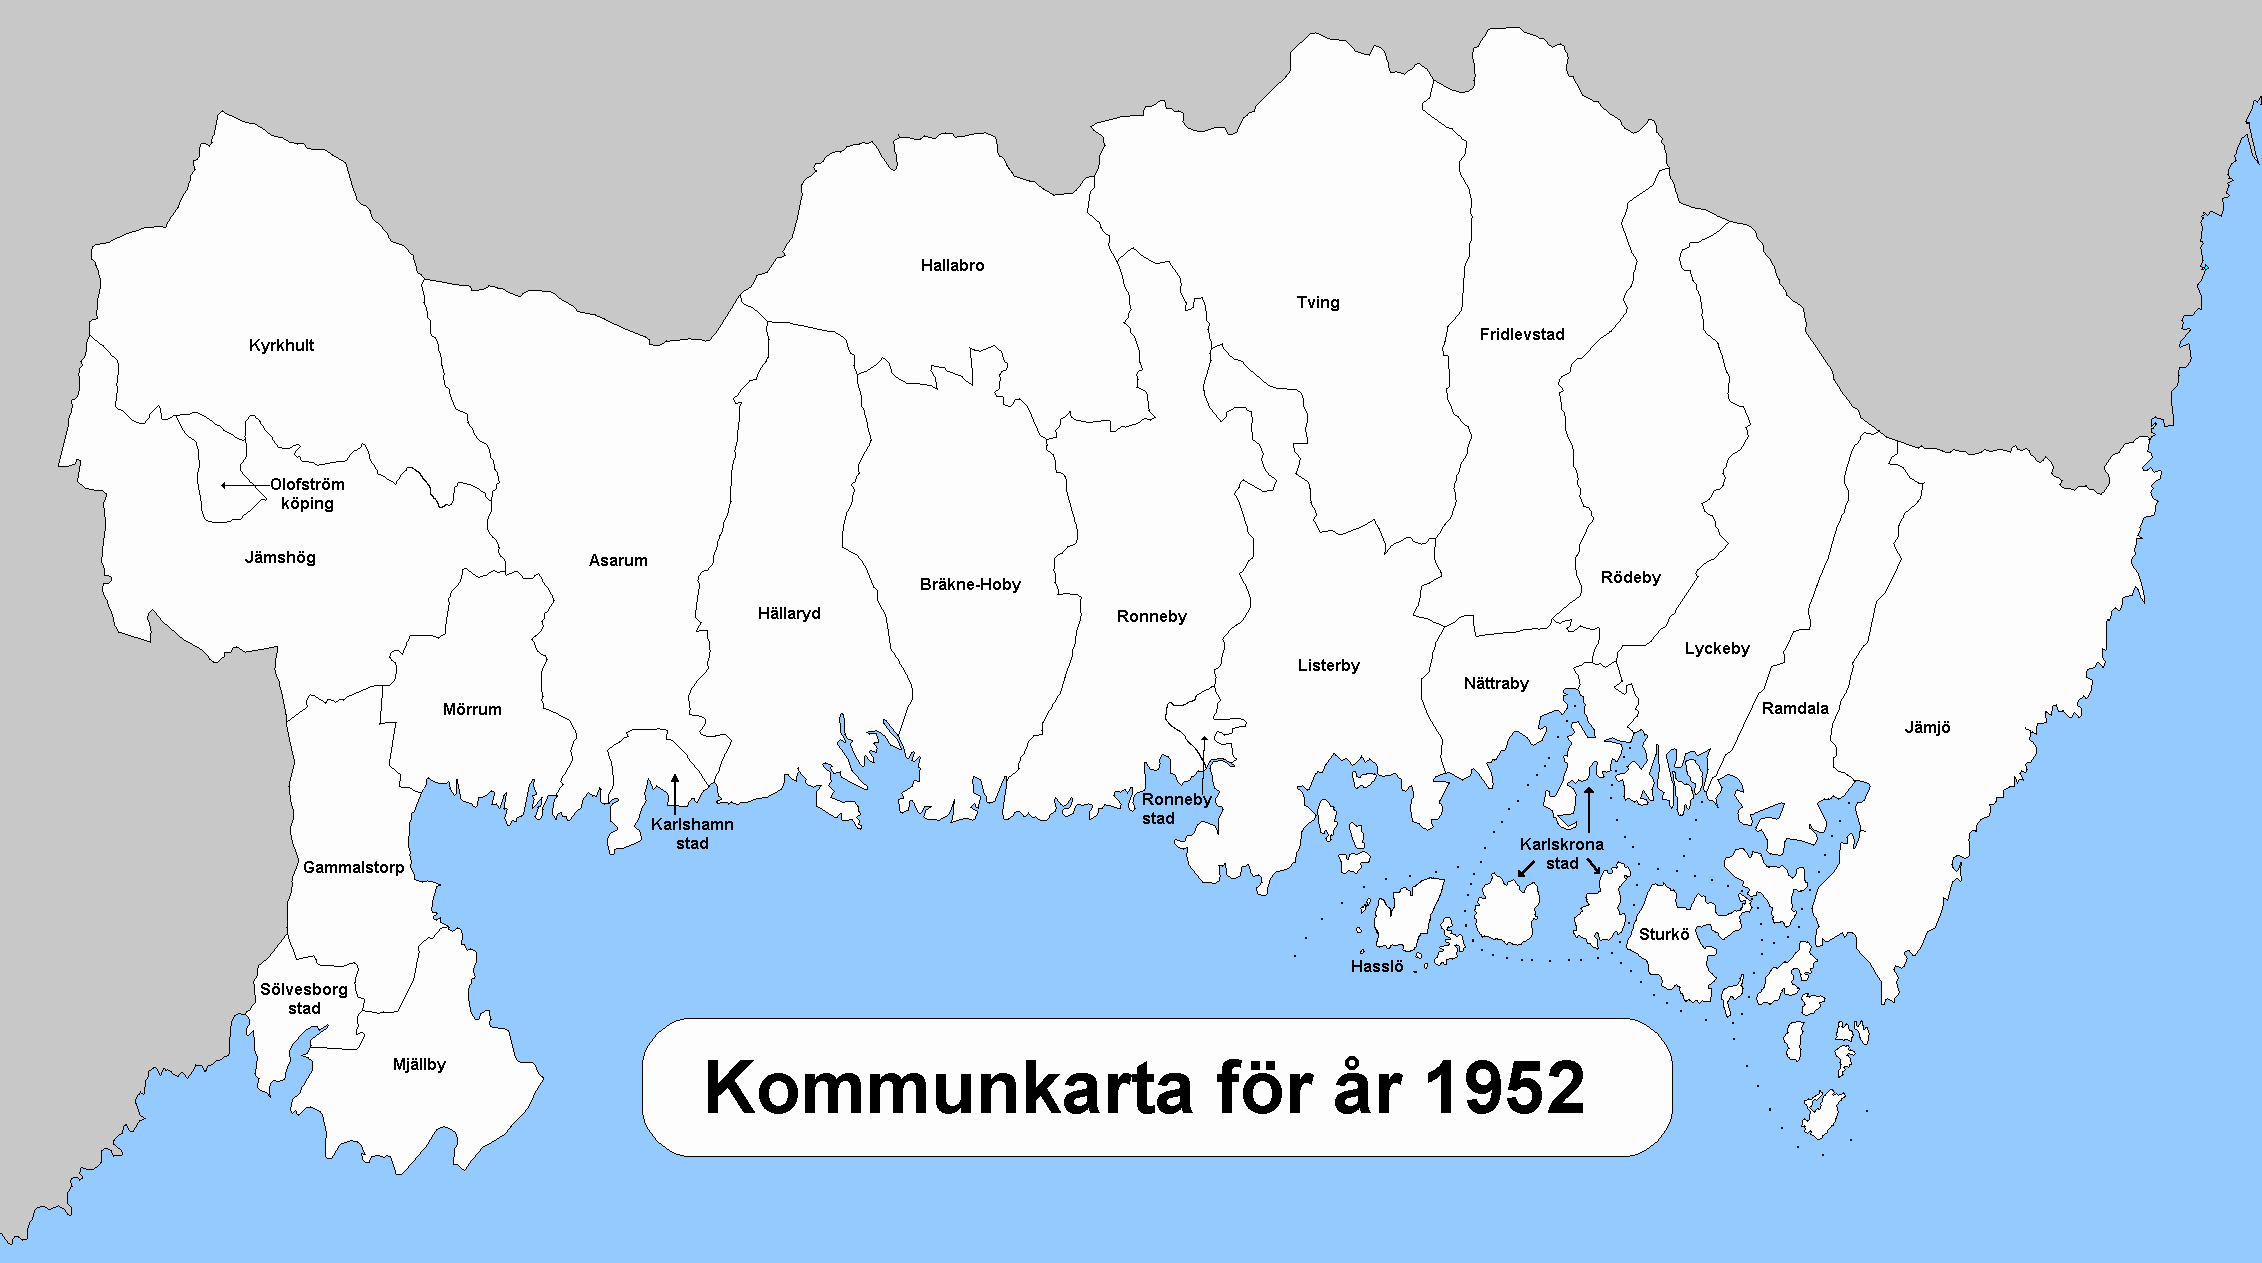 Hallabro
Tving
Fridlevstad
Kyrkhult
Olofström
köping
Jämshög
Asarum
Bräkne-Hoby
Rödeby
Hällaryd
Ronneby
Lyckeby
Listerby
Nättraby
Mörrum
Ramdala
Jämjö
Ronneby
stad
Karlshamn
stad
Karlskrona
stad
Gammalstorp
Sturkö
Hasslö
Sölvesborg
stad
Mjällby
Kommunkarta för år 1952